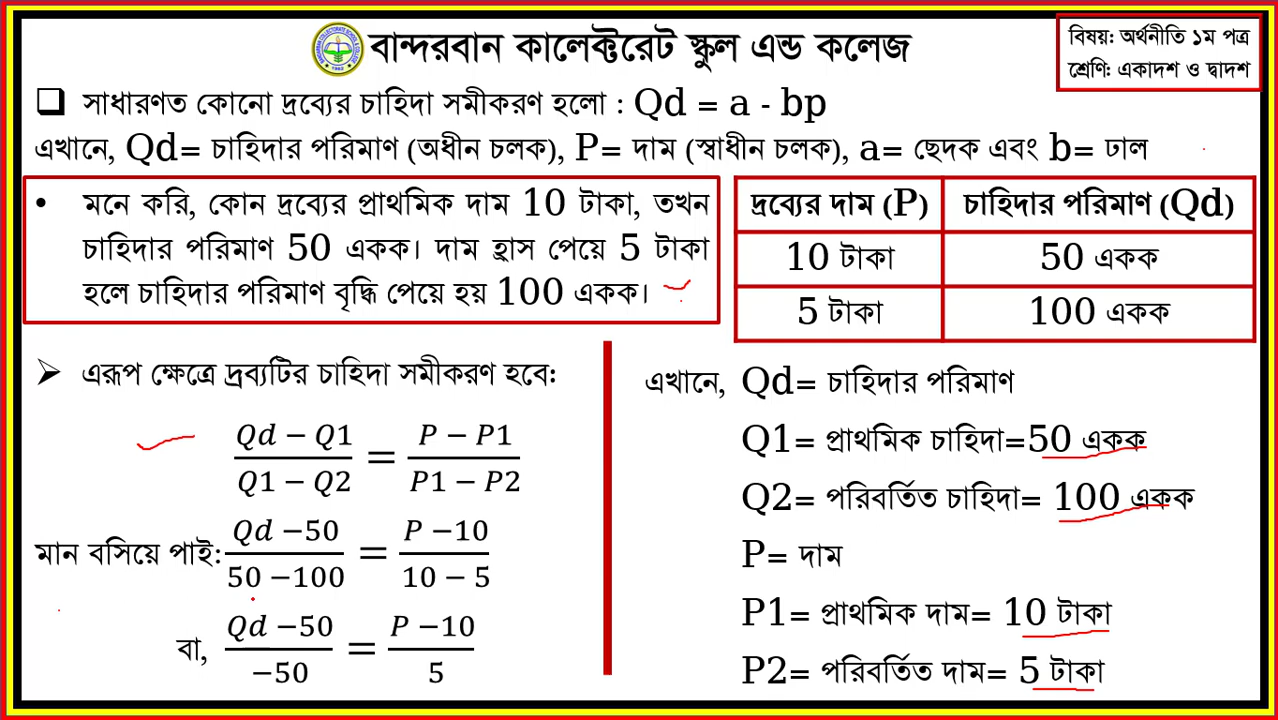 বান্দরবান কালেক্টরেট স্কুল এন্ড কলেজ
বিষয়: অর্থনীতি ১ম পত্র
শ্রেণি: একাদশ ও দ্বাদশ
❑ সাধারণত কোনো দ্রব্যের চাহিদা সমীকরণ হলো : Qd = a - bp
এখানে, Qd= চাহিদার পরিমাণ (অধীন চলক), P= দাম (স্বাধীন চলক), a= ছেদক এবং b= ঢাল
• মনে করি, কোন দ্রব্যের প্রাথমিক দাম 10 টাকা, তখন
চাহিদার পরিমাণ 50 একক। দাম হ্রাস পেয়ে 5 টাকা
হলে চাহিদার পরিমাণ বৃদ্ধি পেয়ে হয় 100 একক।
দ্রব্যের দাম (P) চাহিদার পরিমাণ (Qd)
10 টাকা 50 একক
5 টাকা 100 একক
➢ এরূপ ক্ষেত্রে দ্রব্যটির চাহিদা সমীকরণ হবেঃ
(Qd − Q1)/(Q1 − Q2) = (P − P1)/(P1 − P2)
মান বসিয়ে পাই: (Qd −50)/(50 −100) = (P −10)/(10 − 5)
বা, (Qd −50)/(−50) = (P −10)/5
এখানে, Qd= চাহিদার পরিমাণ
Q1= প্রাথমিক চাহিদা=50 একক
Q2= পরিবর্তিত চাহিদা= 100 একক
P= দাম
P1= প্রাথমিক দাম= 10 টাকা
P2= পরিবর্তিত দাম= 5 টাকা